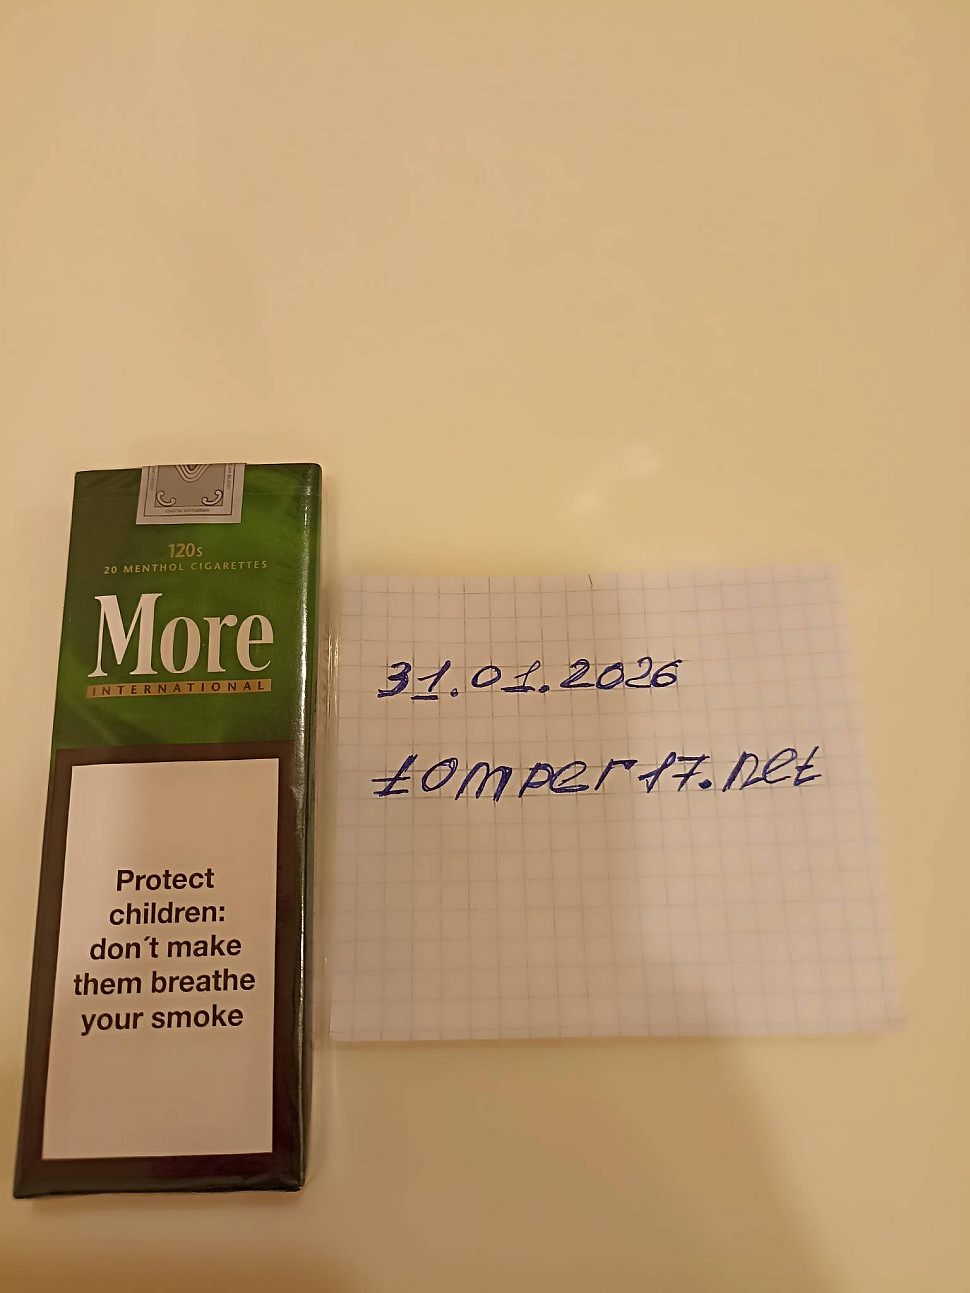 120s
20 MENTHOL CIGARETTES
More
INTERNATIONAL
Protect
children:
don´t make
them breathe
your smoke
31.01.2026
tomper17.net